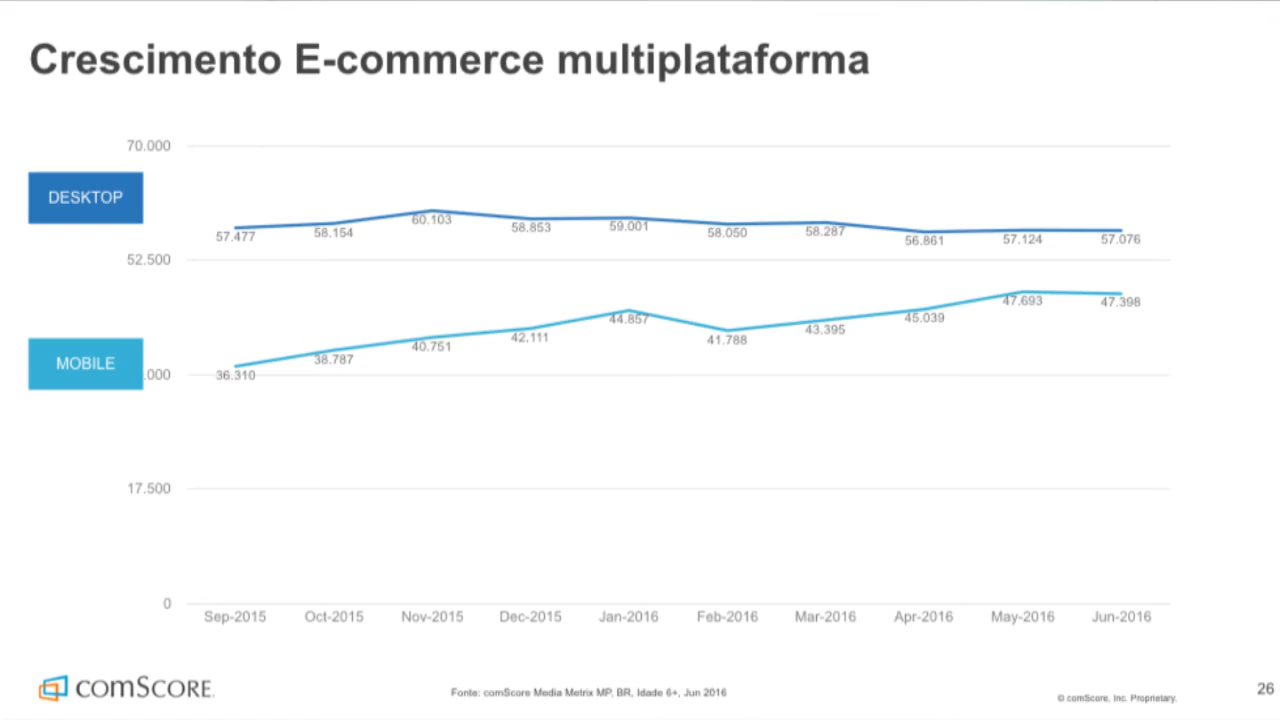 Crescimento E-commerce multiplataforma
70.000
DESKTOP
57.477 58.154 60.103 58.853 59.001 58.050 58.287 56.861 57.124 57.076
52.500
MOBILE
.000
36.310 38.787 40.751 42.111 44.857 41.788 43.395 45.039 47.693 47.398
17.500
0
Sep-2015 Oct-2015 Nov-2015 Dec-2015 Jan-2016 Feb-2016 Mar-2016 Apr-2016 May-2016 Jun-2016
comScore.
Fonte: comScore Media Metrix MP, BR, Idade 6+, Jun 2016
© comScore, Inc. Proprietary.
26